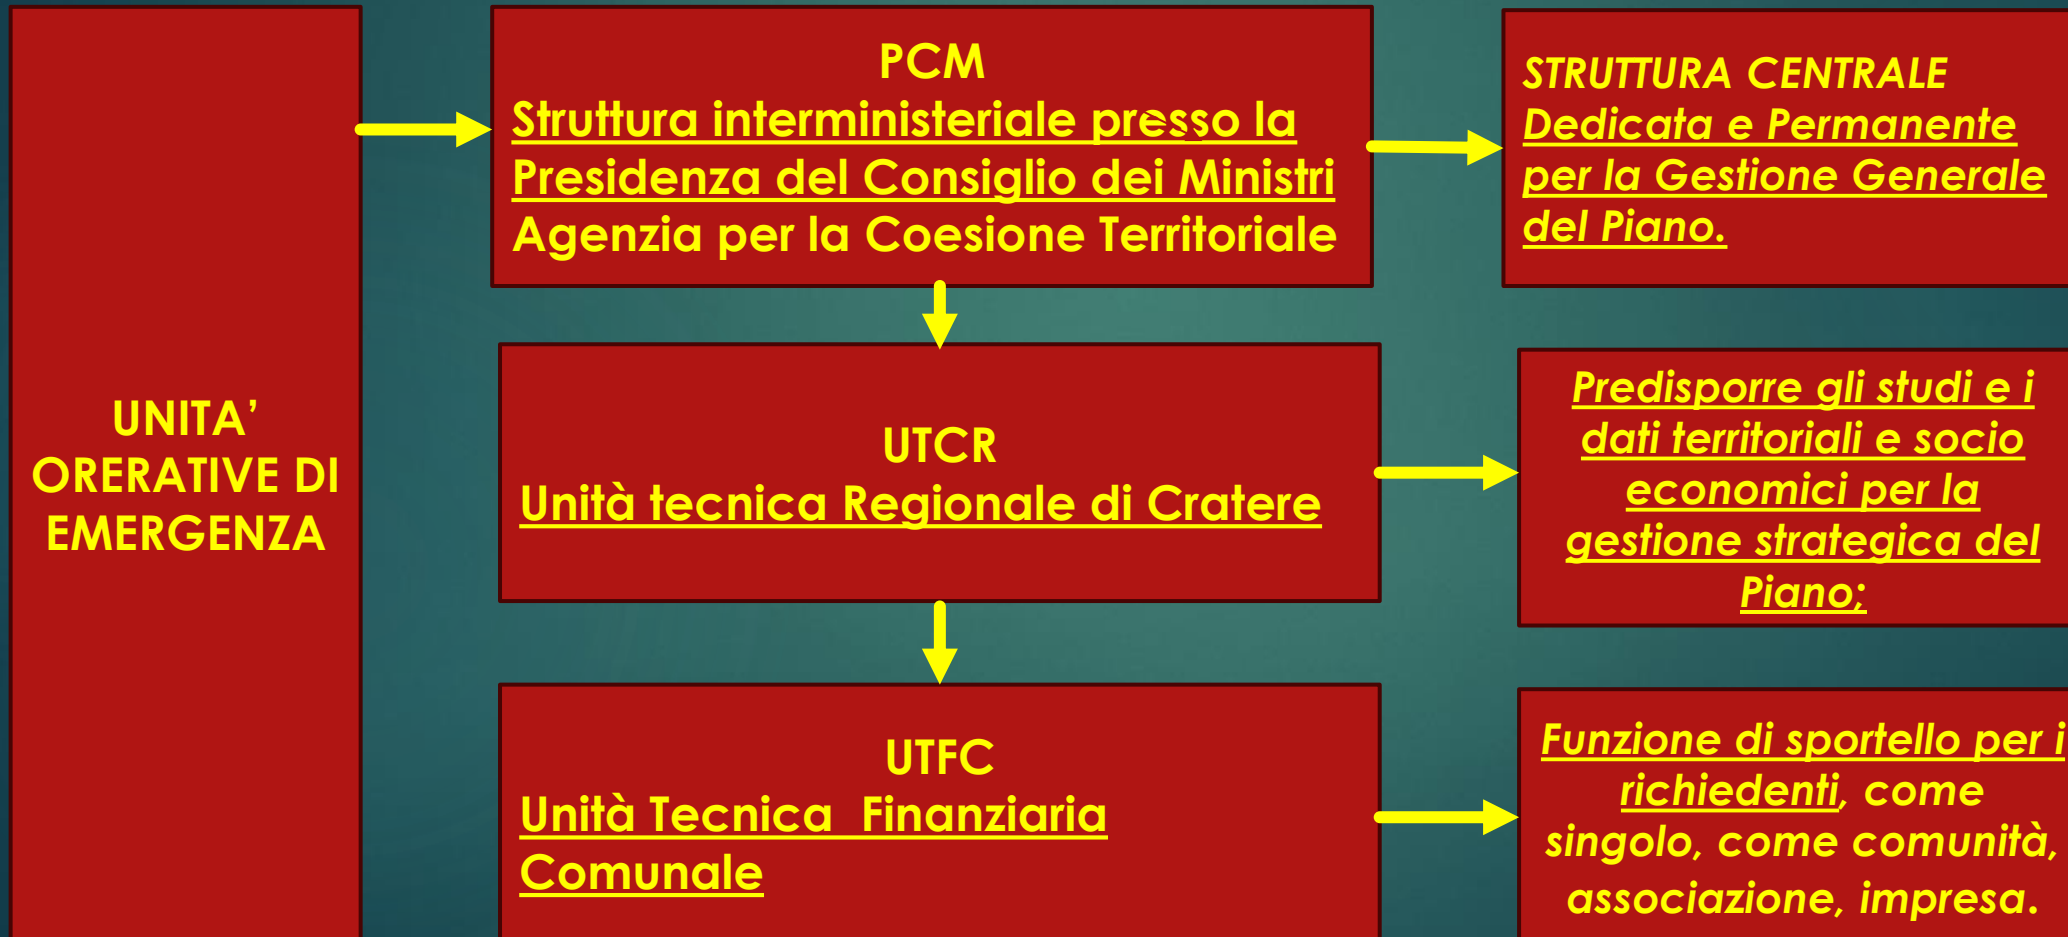 UNITA’
ORERATIVE DI
EMERGENZA
PCM
Struttura interministeriale presso la
Presidenza del Consiglio dei Ministri
Agenzia per la Coesione Territoriale
STRUTTURA CENTRALE
Dedicata e Permanente
per la Gestione Generale
del Piano.
UTCR
Unità tecnica Regionale di Cratere
Predisporre gli studi e i
dati territoriali e socio
economici per la
gestione strategica del
Piano;
UTFC
Unità Tecnica Finanziaria
Comunale
Funzione di sportello per i
richiedenti, come
singolo, come comunità,
associazione, impresa.